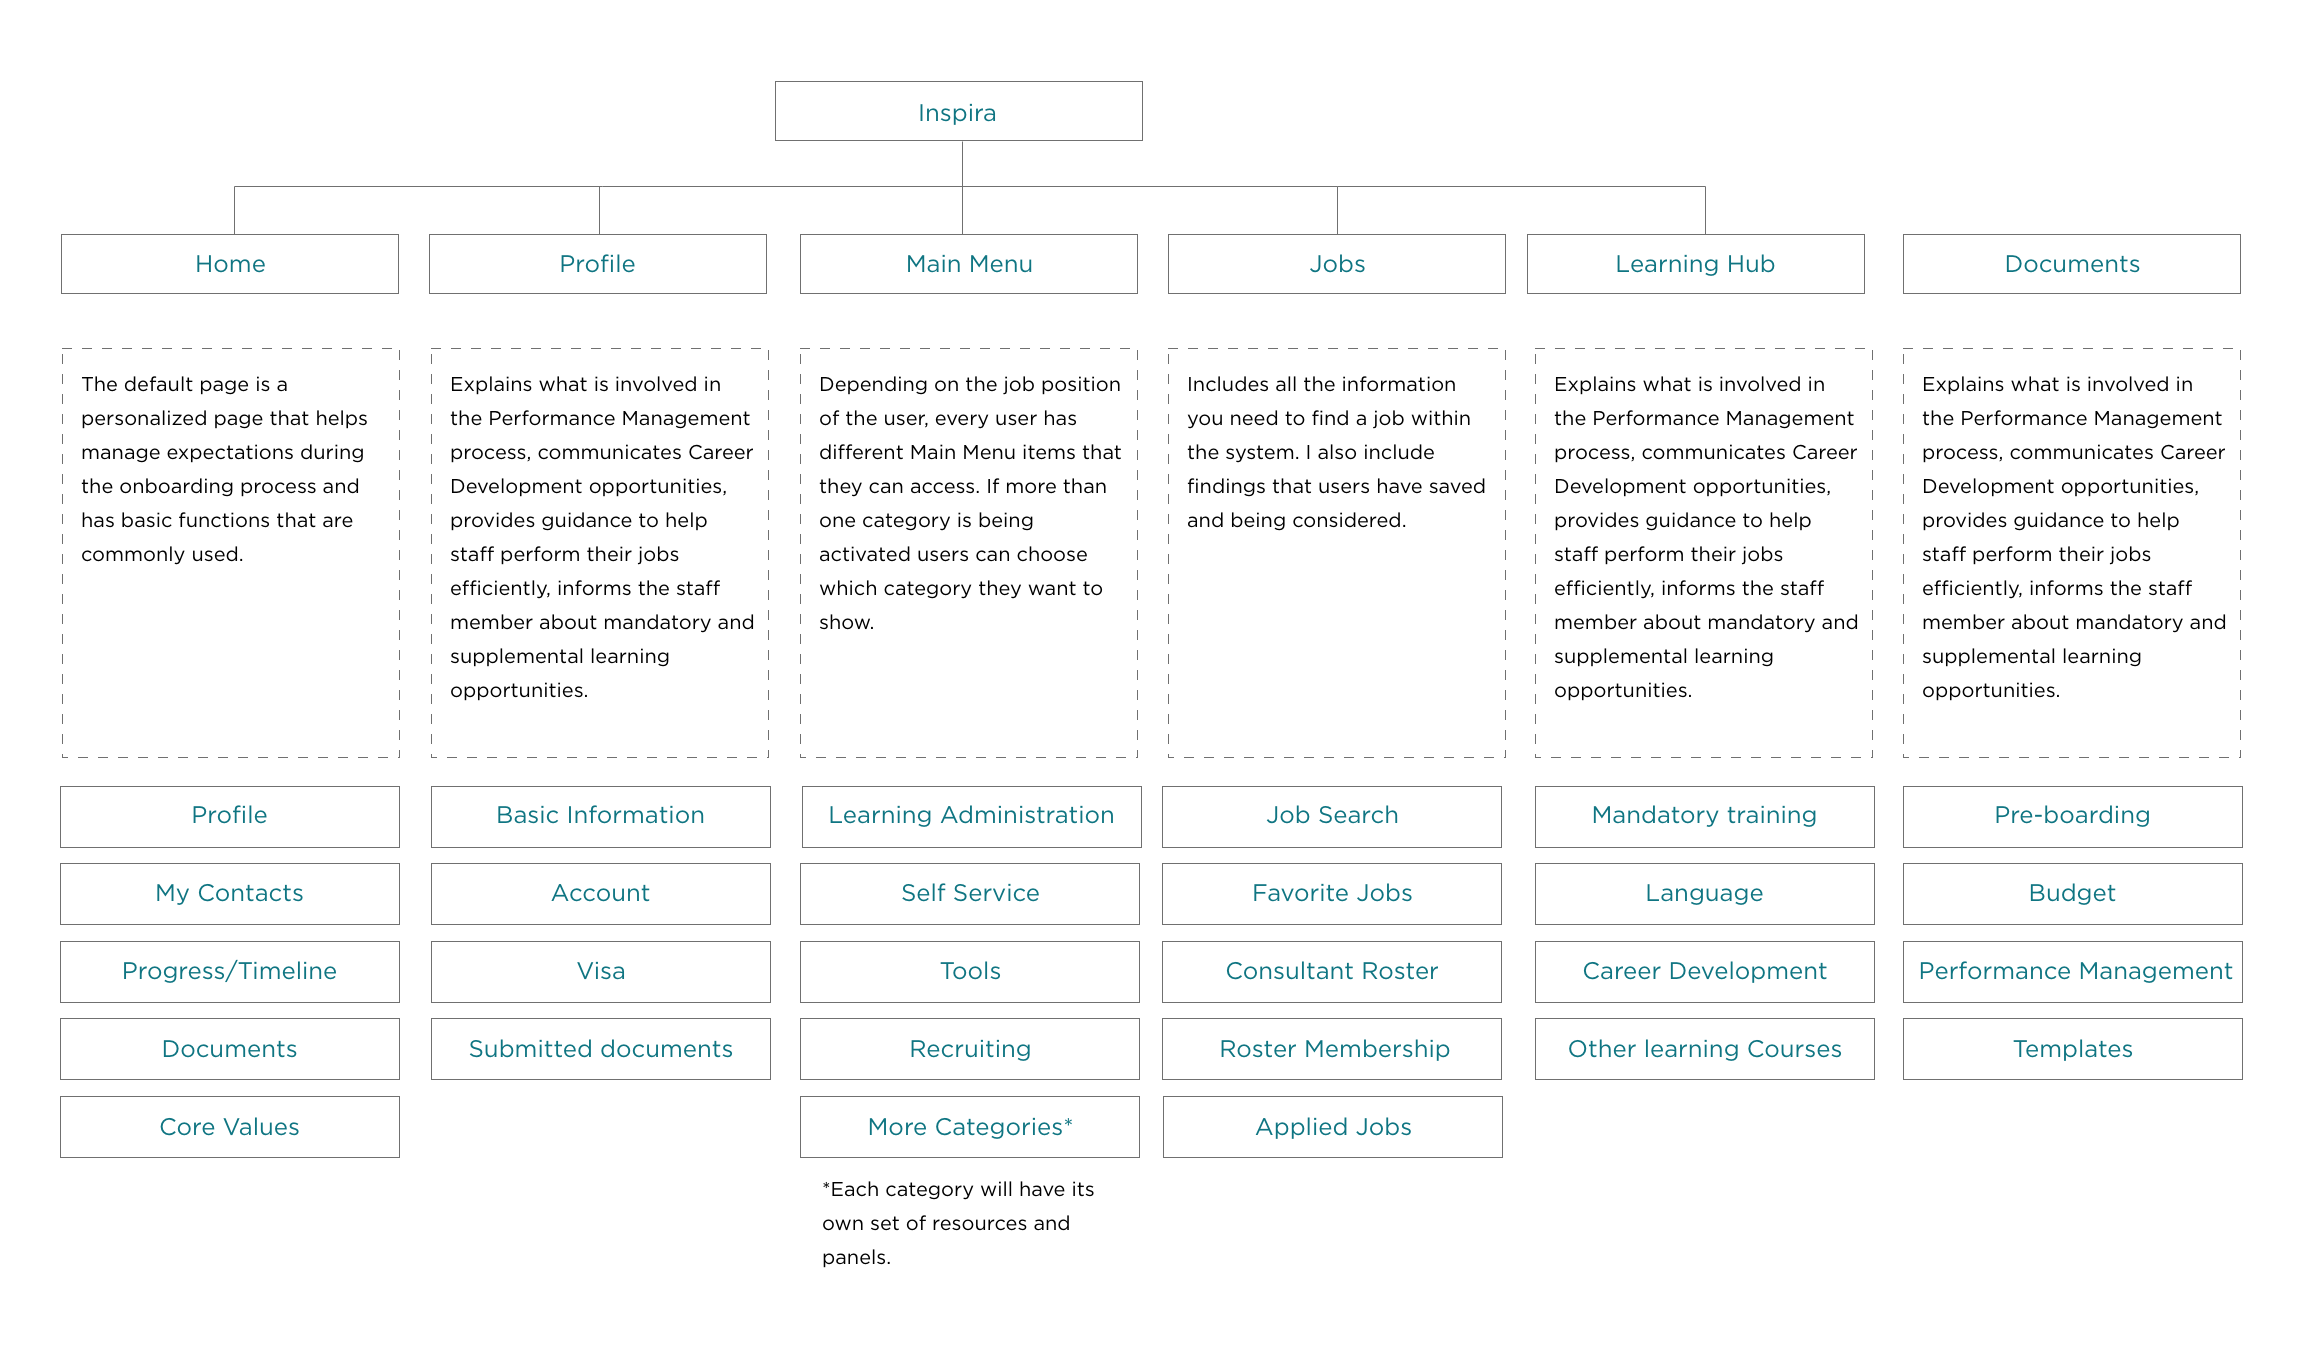 Inspira
Home
Profile
Main Menu
Jobs
Learning Hub
Documents
The default page is a
personalized page that helps
manage expectations during
the onboarding process and
has basic functions that are
commonly used.
Explains what is involved in
the Performance Management
process, communicates Career
Development opportunities,
provides guidance to help
staff perform their jobs
efficiently, informs the staff
member about mandatory and
supplemental learning
opportunities.
Depending on the job position
of the user, every user has
different Main Menu items that
they can access. If more than
one category is being
activated users can choose
which category they want to
show.
Includes all the information
you need to find a job within
the system. I also include
findings that users have saved
and being considered.
Explains what is involved in
the Performance Management
process, communicates Career
Development opportunities,
provides guidance to help
staff perform their jobs
efficiently, informs the staff
member about mandatory and
supplemental learning
opportunities.
Explains what is involved in
the Performance Management
process, communicates Career
Development opportunities,
provides guidance to help
staff perform their jobs
efficiently, informs the staff
member about mandatory and
supplemental learning
opportunities.
Profile
My Contacts
Progress/Timeline
Documents
Core Values
Basic Information
Account
Visa
Submitted documents
Learning Administration
Self Service
Tools
Recruiting
More Categories*
*Each category will have its
own set of resources and
panels.
Job Search
Favorite Jobs
Consultant Roster
Roster Membership
Applied Jobs
Mandatory training
Language
Career Development
Other learning Courses
Pre-boarding
Budget
Performance Management
Templates